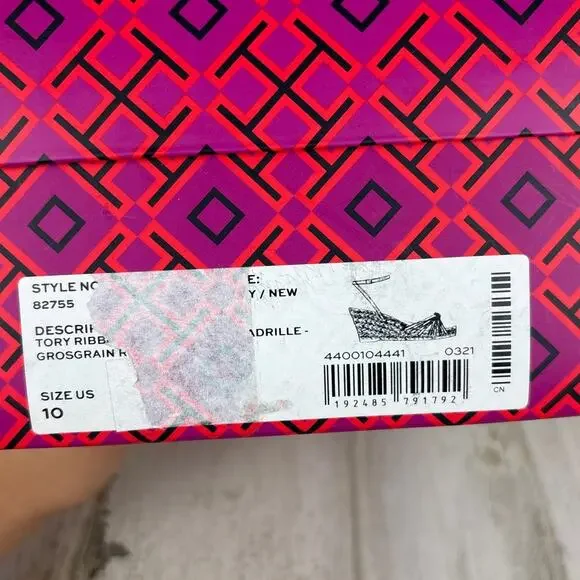 STYLE NO
82755
E:
Y / NEW
DESCRIP
TORY RIBB
ADRILLE -
GROSGRAIN R
SIZE US
10
4400104441 0321
192485 791792
CN